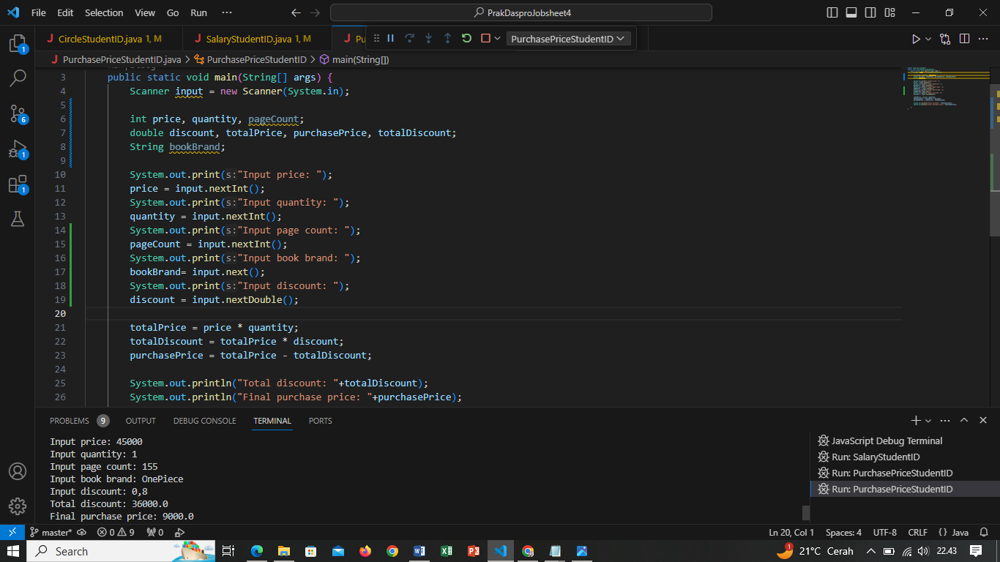 File Edit Selection View Go Run ··· PrakDasproJobsheet4
CircleStudentID.java 1, M SalaryStudentID.java 1, M PurchasePriceStudentID
PurchasePriceStudentID.java > PurchasePriceStudentID > main(String[])
3 public static void main(String[] args) {
4 Scanner input = new Scanner(System.in);
5
6 int price, quantity, pageCount;
7 double discount, totalPrice, purchasePrice, totalDiscount;
8 String bookBrand;
9
10 System.out.print(s:"Input price: ");
11 price = input.nextInt();
12 System.out.print(s:"Input quantity: ");
13 quantity = input.nextInt();
14 System.out.print(s:"Input page count: ");
15 pageCount = input.nextInt();
16 System.out.print(s:"Input book brand: ");
17 bookBrand= input.next();
18 System.out.print(s:"Input discount: ");
19 discount = input.nextDouble();
20
21 totalPrice = price * quantity;
22 totalDiscount = totalPrice * discount;
23 purchasePrice = totalPrice - totalDiscount;
24
25 System.out.println("Total discount: "+totalDiscount);
26 System.out.println("Final purchase price: "+purchasePrice);
1
6
1
1
PROBLEMS 9 OUTPUT DEBUG CONSOLE TERMINAL PORTS
Input price: 45000
Input quantity: 1
Input page count: 155
Input book brand: OnePiece
Input discount: 0,8
Total discount: 36000.0
Final purchase price: 9000.0
JavaScript Debug Terminal
Run: SalaryStudentID
Run: PurchasePriceStudentID
Run: PurchasePriceStudentID
master* 0 9 0 Ln 20, Col 1 Spaces: 4 UTF-8 CRLF {} Java
Search 1 21°C Cerah 22.43